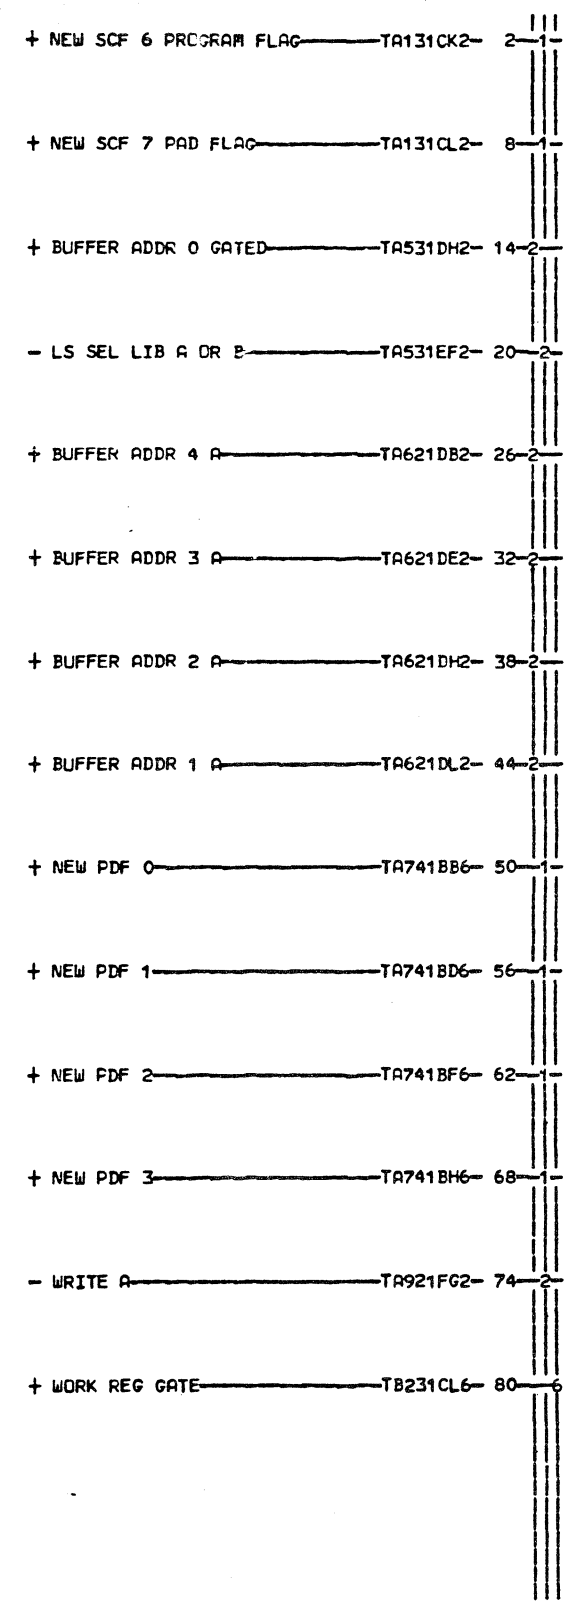 + NEW SCF 6 PROGRAM FLAG TA131CK2 2 1
+ NEW SCF 7 PAD FLAG TA131CL2 8 1
+ BUFFER ADDR 0 GATED TA531DH2 14 2
- LS SEL LIB A OR B TA531EF2 20 2
+ BUFFER ADDR 4 A TA621DB2 26 2
+ BUFFER ADDR 3 A TA621DE2 32 2
+ BUFFER ADDR 2 A TA621DH2 38 2
+ BUFFER ADDR 1 A TA621DL2 44 2
+ NEW PDF 0 TA741BB6 50 1
+ NEW PDF 1 TA741BD6 56 1
+ NEW PDF 2 TA741BF6 62 1
+ NEW PDF 3 TA741BH6 68 1
- WRITE A TA921FG2 74 2
+ WORK REG GATE TB231CL6 80 6